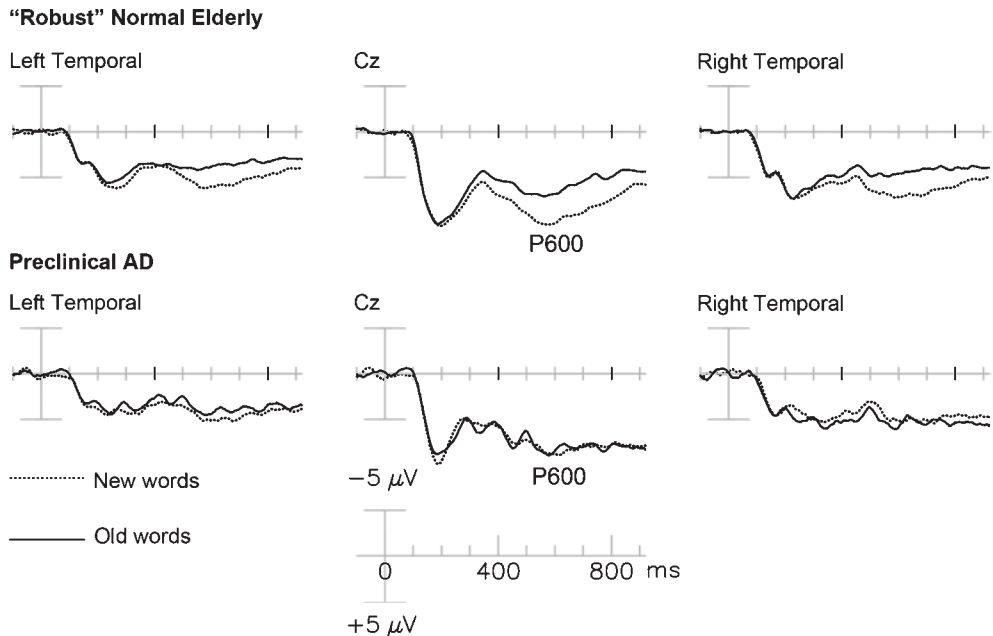 “Robust” Normal Elderly
Left Temporal
Cz
Right Temporal
P600
Preclinical AD
Left Temporal
Cz
Right Temporal
−5 μV
P600
New words
Old words
0 400 800 ms
+5 μV